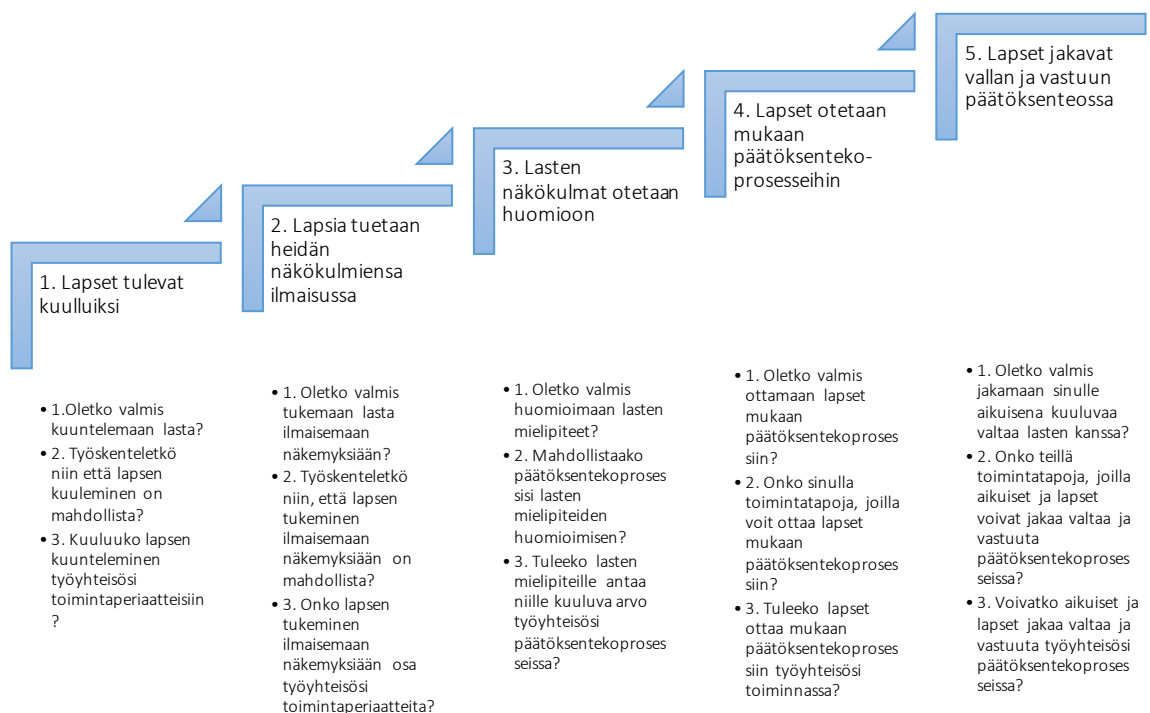 1. Lapset tulevat
kuulluiksi
2. Lapsia tuetaan
heidän
näkökulmiensa
ilmaisussa
3. Lasten
näkökulmat otetaan
huomioon
4. Lapset otetaan
mukaan
päätöksenteko-
prosesseihin
5. Lapset jakavat
vallan ja vastuun
päätöksenteossa
• 1.Oletko valmis
kuuntelemaan lasta?
• 2. Työskenteletkö
niin että lapsen
kuuleminen on
mahdollista?
• 3. Kuuluuko lapsen
kuunteleminen
työyhteisösi
toimintaperiaatteisiin
?
• 1. Oletko valmis
tukemaan lasta
ilmaisemaan
näkemyksiään?
• 2. Työskenteletkö
niin, että lapsen
tukeminen
ilmaisemaan
näkemyksiään on
mahdollista?
• 3. Onko lapsen
tukeminen
ilmaisemaan
näkemyksiään osa
työyhteisösi
toimintaperiaatteita?
• 1. Oletko valmis
huomioimaan lasten
mielipiteet?
• 2. Mahdollistaako
päätöksentekoproses
sisi lasten
mielipiteiden
huomioimisen?
• 3. Tuleeko lasten
mielipiteille antaa
niille kuuluva arvo
työyhteisösi
päätöksentekoproses
seissa?
• 1. Oletko valmis
ottamaan lapset
mukaan
päätöksentekoproses
siin?
• 2. Onko sinulla
toimintatapoja, joilla
voit ottaa lapset
mukaan
päätöksentekoproses
siin?
• 3. Tuleeko lapset
ottaa mukaan
päätöksentekoproses
siin työyhteisösi
toiminnassa?
• 1. Oletko valmis
jakamaan sinulle
aikuisena kuuluvaa
valtaa lasten kanssa?
• 2. Onko teillä
toimintatapoja, joilla
aikuiset ja lapset
voivat jakaa valtaa ja
vastuuta
päätöksentekoproses
seissa?
• 3. Voivatko aikuiset ja
lapset jakaa valtaa ja
vastuuta työyhteisösi
päätöksentekoproses
seissa?